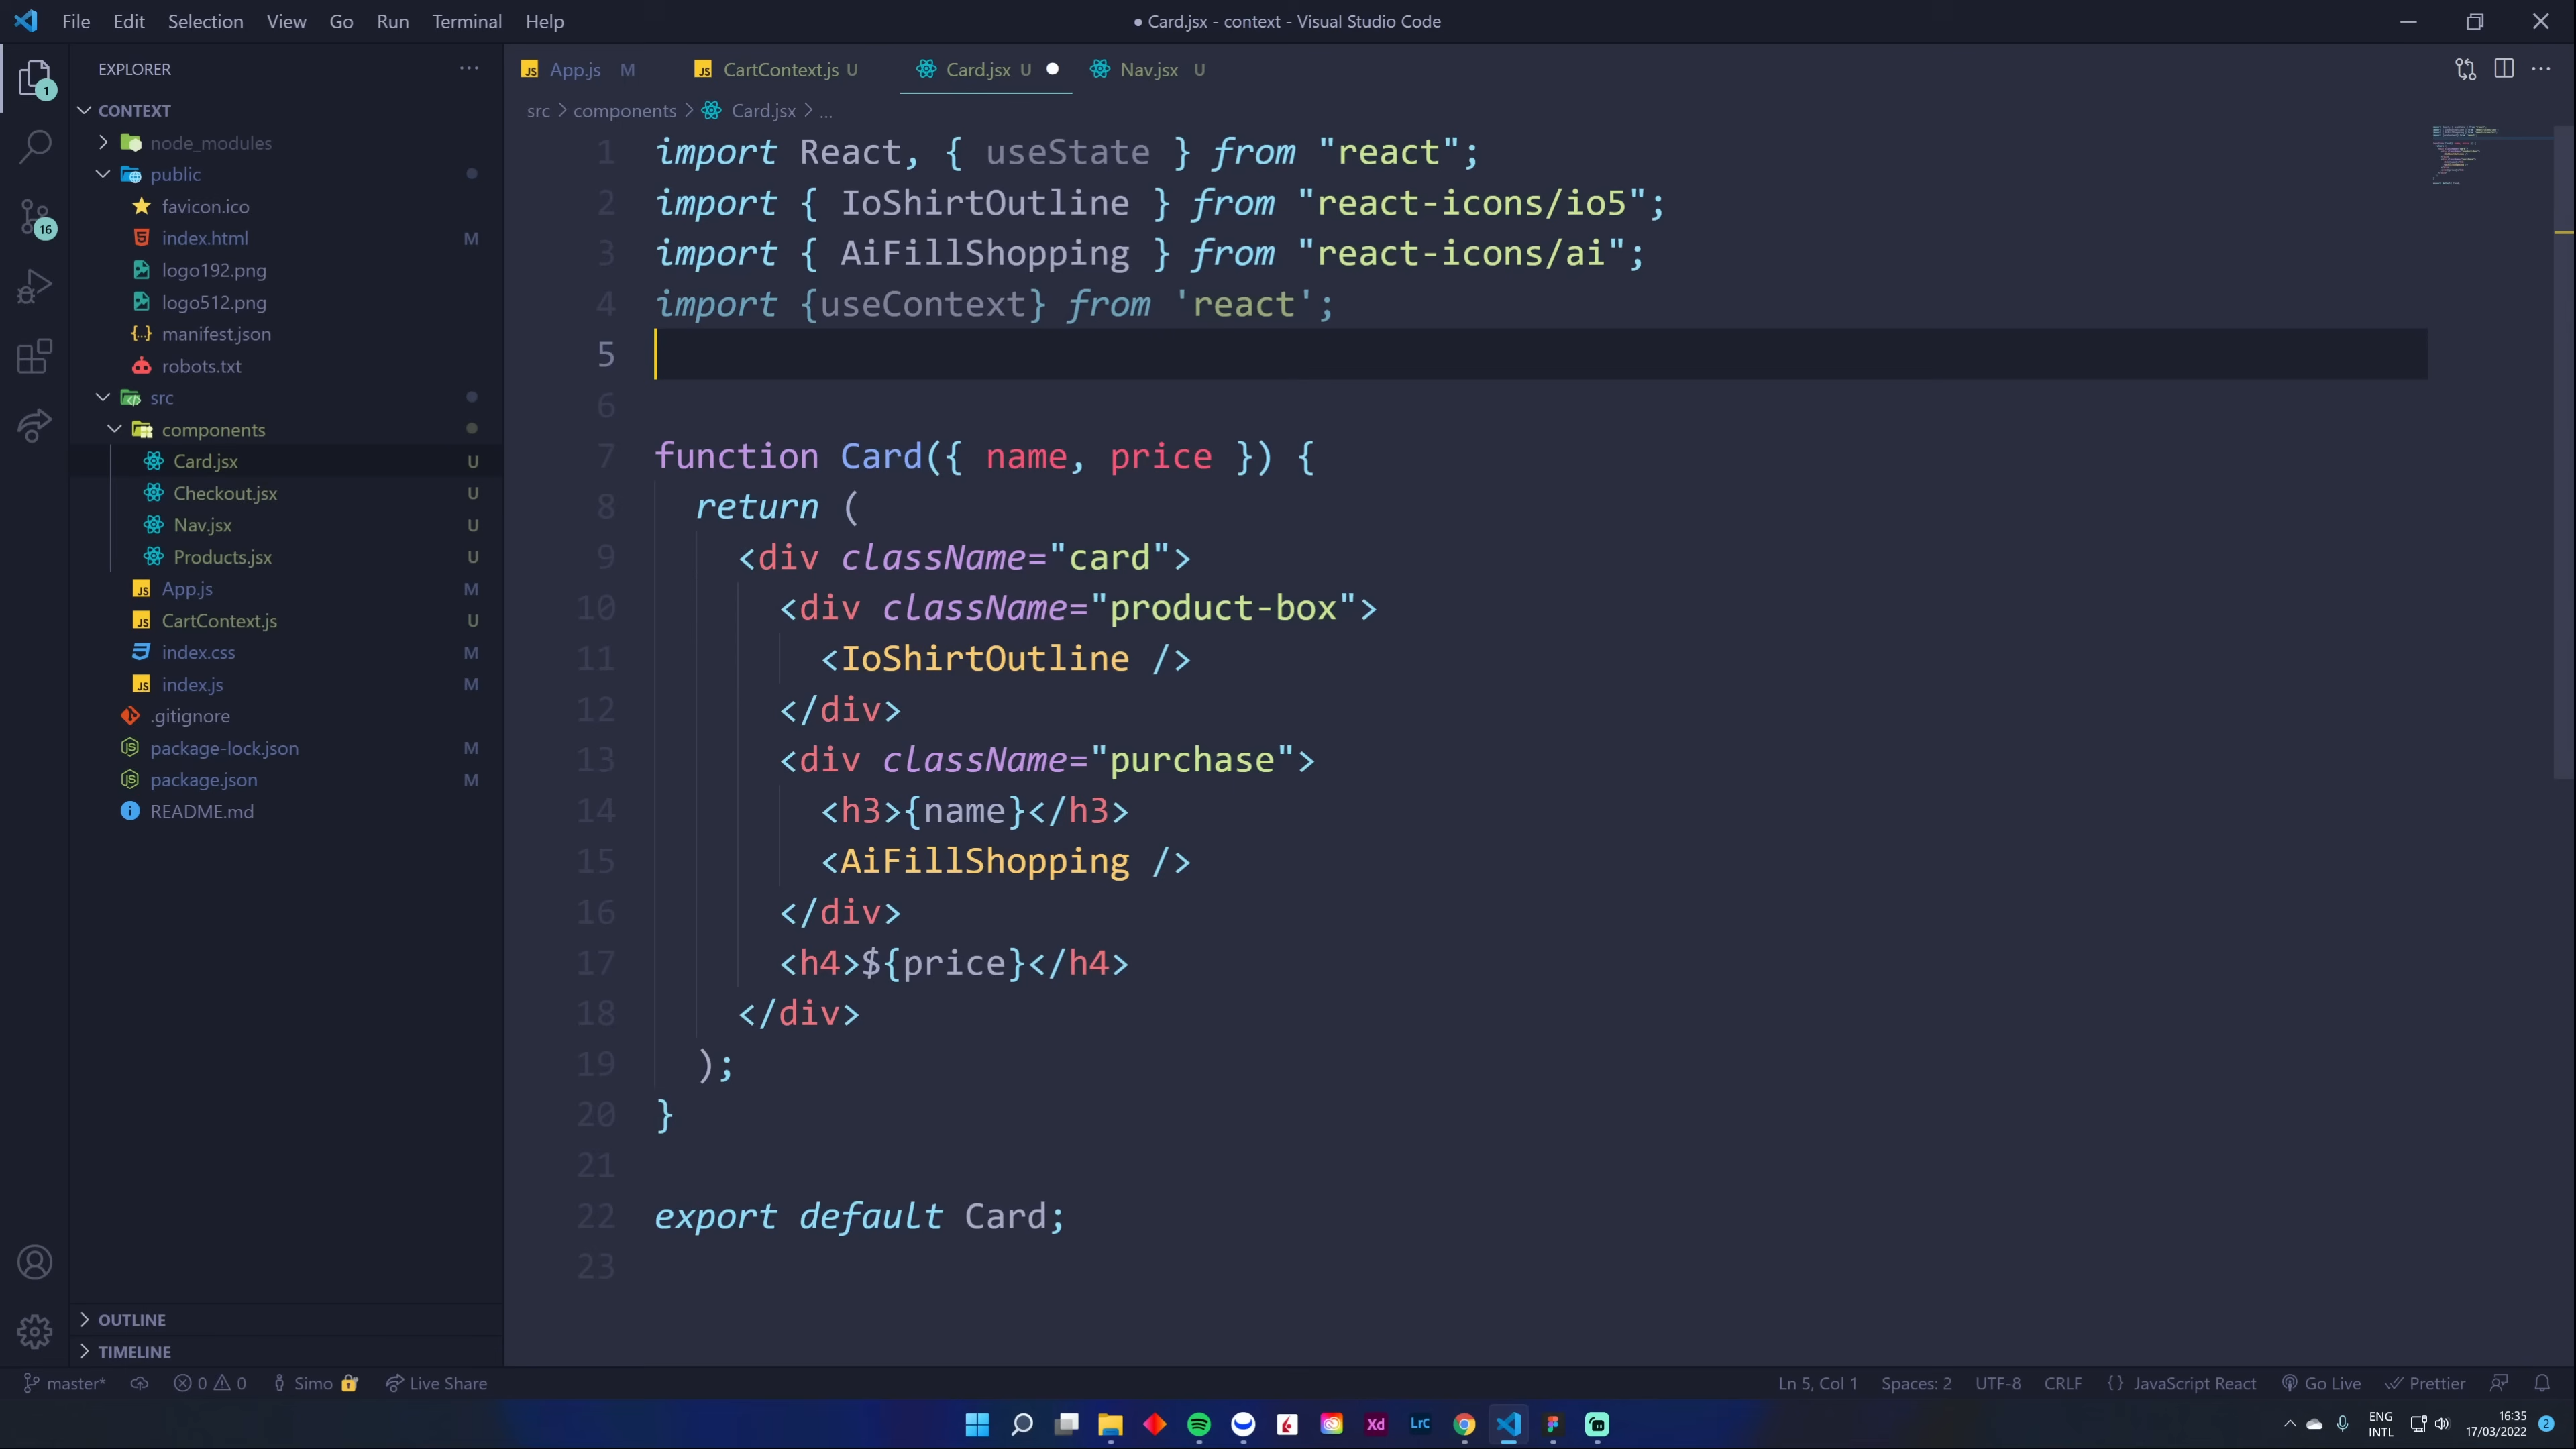 File Edit Selection View Go Run Terminal Help
● Card.jsx - context - Visual Studio Code
EXPLORER
CONTEXT
node_modules
public
favicon.ico
index.html M
logo192.png
logo512.png
manifest.json
robots.txt
src
components
Card.jsx U
Checkout.jsx U
Nav.jsx U
Products.jsx U
App.js M
CartContext.js U
index.css M
index.js M
.gitignore
package-lock.json M
package.json M
README.md
OUTLINE
TIMELINE
1
16
App.js M CartContext.js U Card.jsx U Nav.jsx U
src > components > Card.jsx > ...
1 import React, { useState } from "react";
2 import { IoShirtOutline } from "react-icons/io5";
3 import { AiFillShopping } from "react-icons/ai";
4 import {useContext} from 'react';
5
6
7 function Card({ name, price }) {
8 return (
9 <div className="card">
10 <div className="product-box">
11 <IoShirtOutline />
12 </div>
13 <div className="purchase">
14 <h3>{name}</h3>
15 <AiFillShopping />
16 </div>
17 <h4>${price}</h4>
18 </div>
19 );
20 }
21
22 export default Card;
23
master* 0 0 Simo Live Share
Ln 5, Col 1 Spaces: 2 UTF-8 CRLF {} JavaScript React Go Live Prettier
Xd LrC
ENG
INTL
16:35
17/03/2022
2